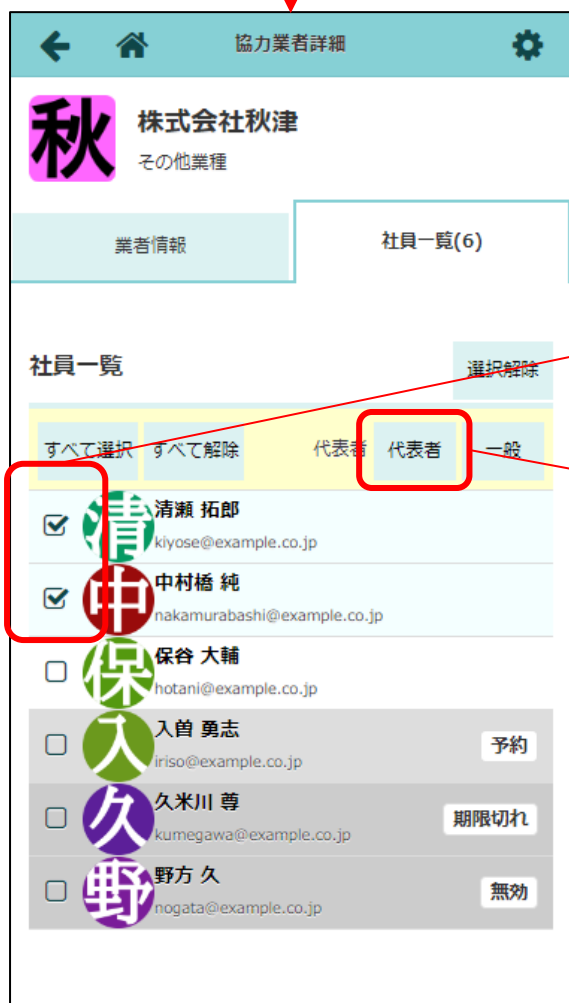 協力業者詳細
秋
株式会社秋津
その他業種
業者情報
社員一覧(6)
社員一覧
選択解除
すべて選択 すべて解除 代表者 代表者 一般
清
清瀬 拓郎
kiyose@example.co.jp
中
中村橋 純
nakamurabashi@example.co.jp
保
保谷 大輔
hotani@example.co.jp
入
入曽 勇志
iriso@example.co.jp
予約
久
久米川 尊
kumegawa@example.co.jp
期限切れ
野
野方 久
nogata@example.co.jp
無効